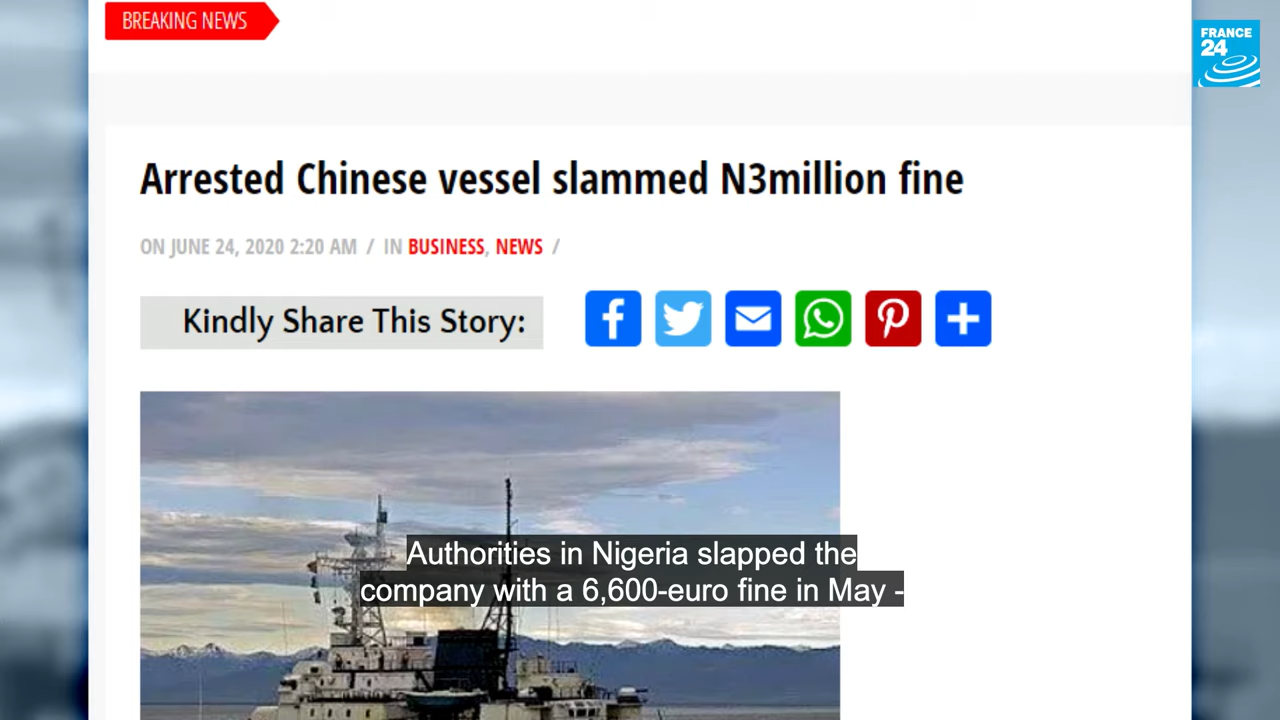 BREAKING NEWS
FRANCE
24
Arrested Chinese vessel slammed N3million fine
ON JUNE 24, 2020 2:20 AM / IN BUSINESS, NEWS /
Kindly Share This Story:
Authorities in Nigeria slapped the
company with a 6,600-euro fine in May -